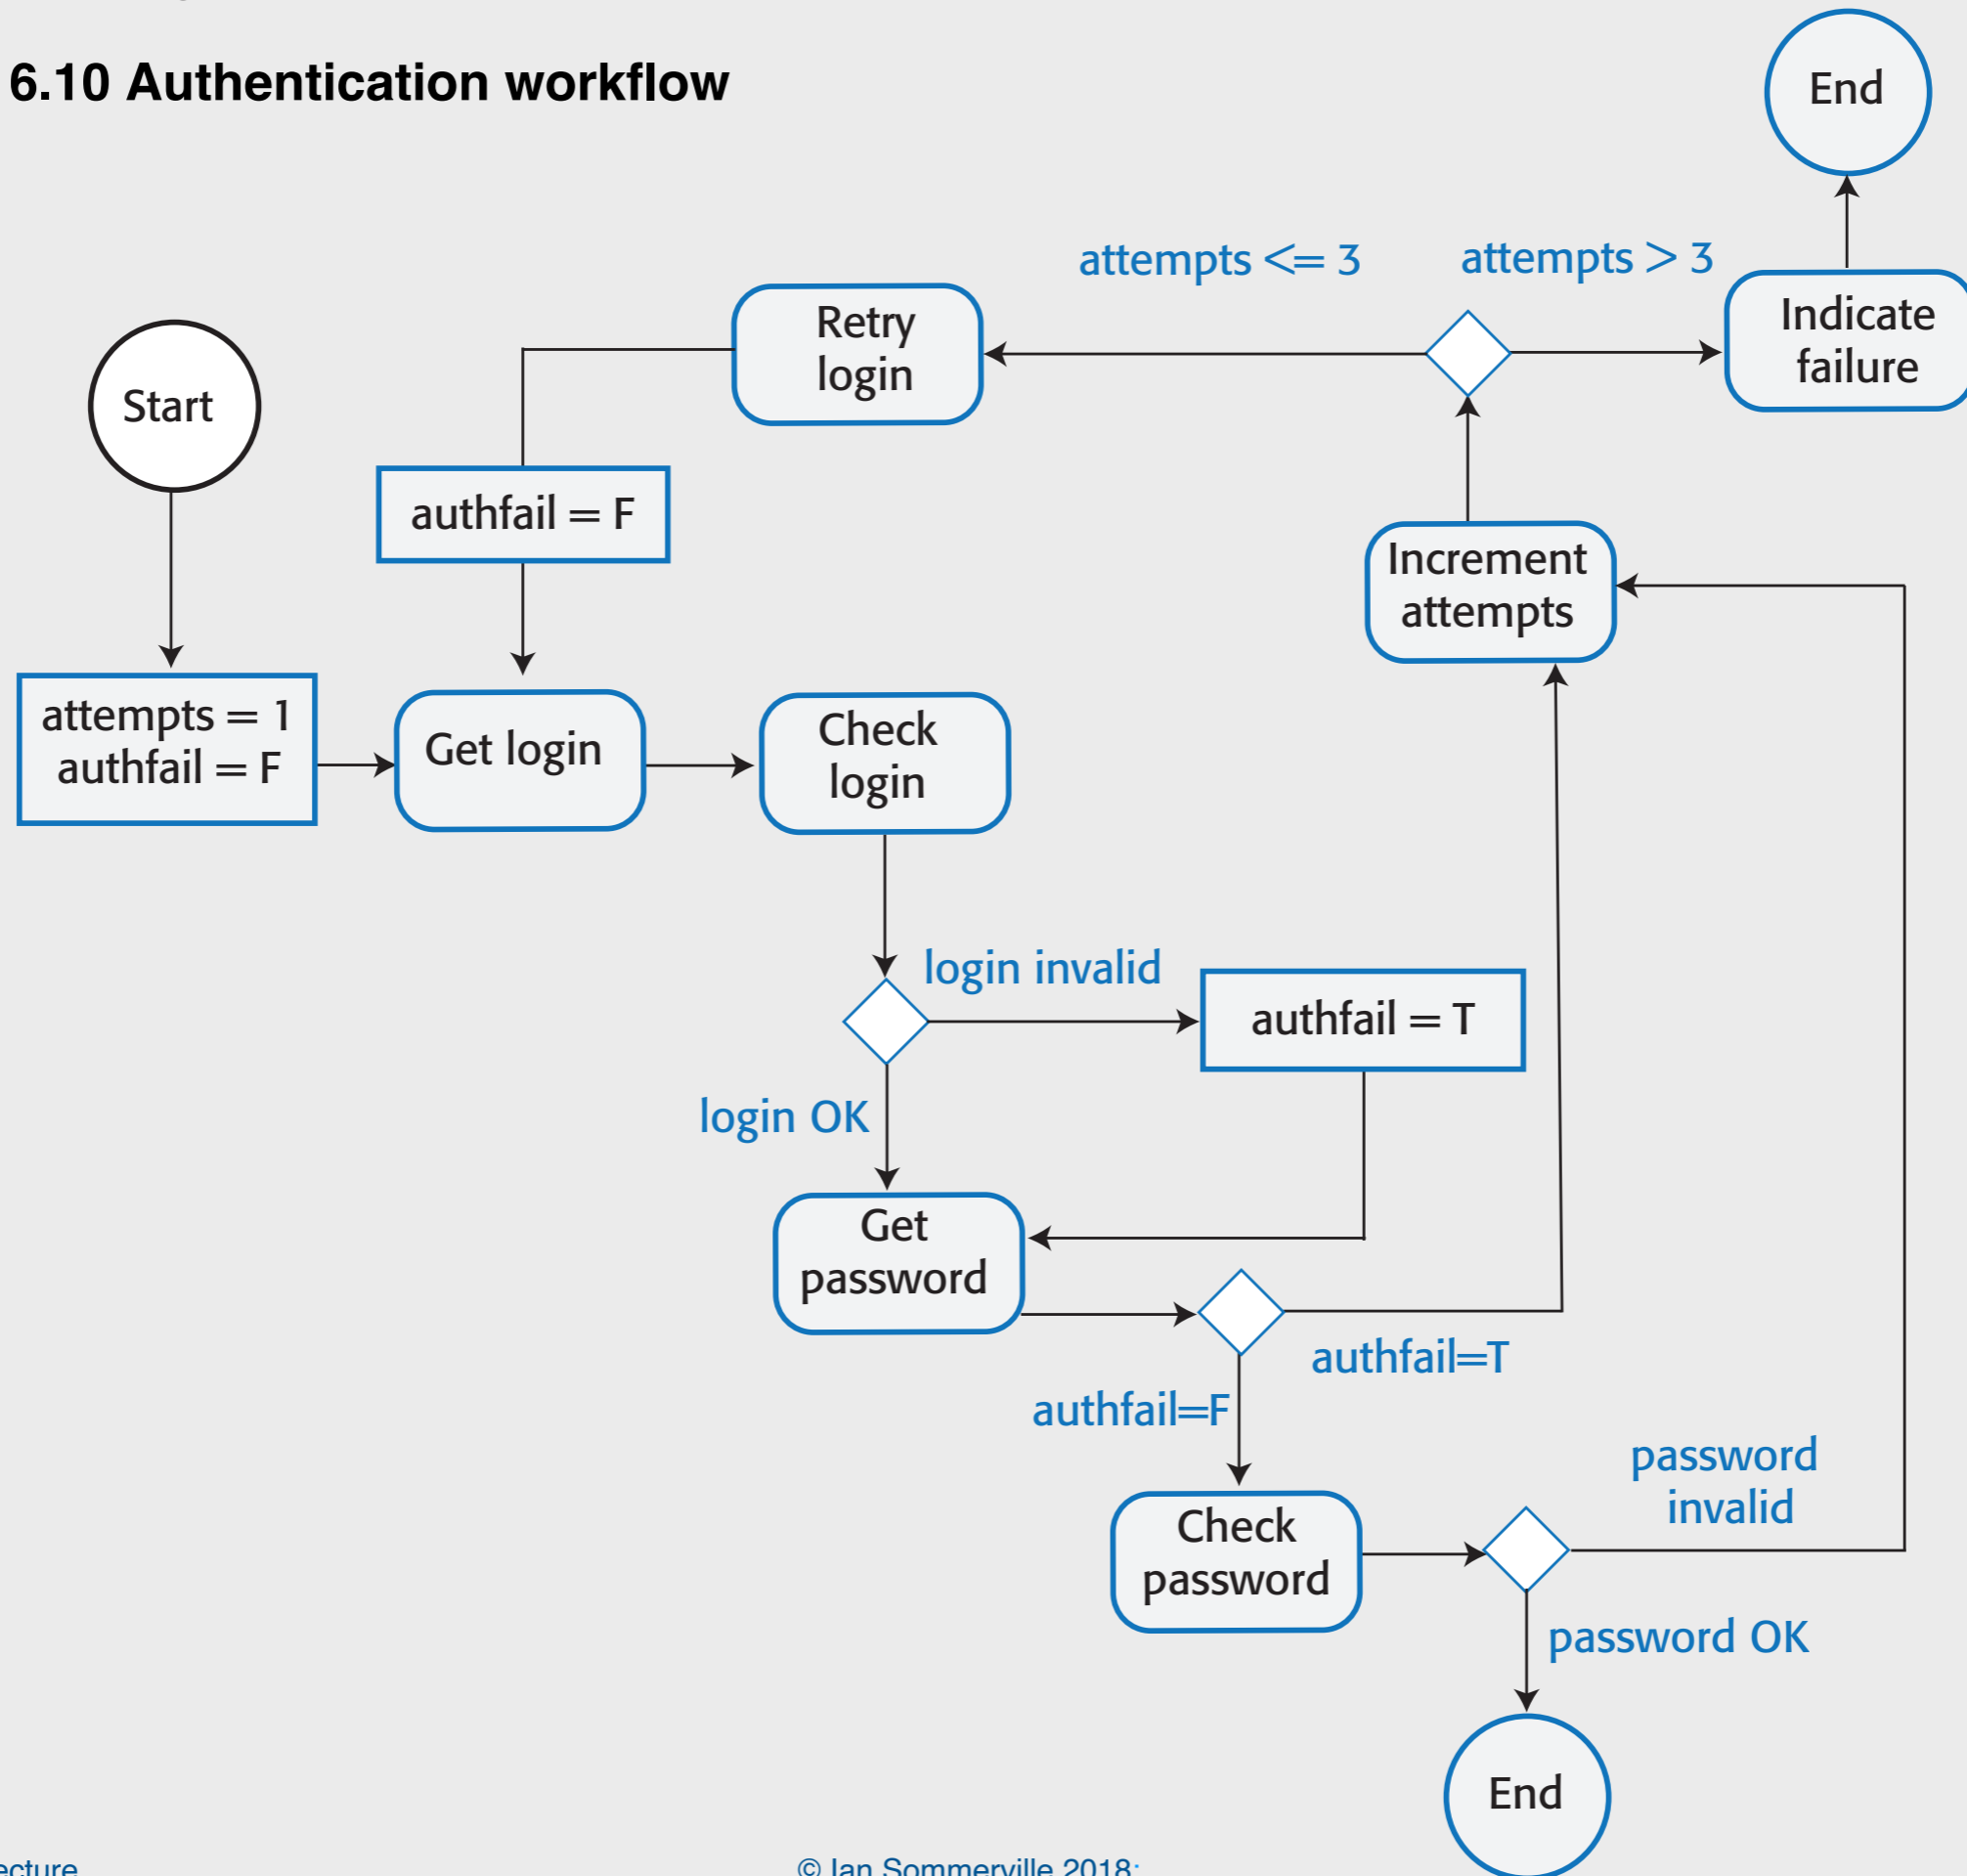 6.10 Authentication workflow
End
attempts <= 3
attempts > 3
Retry
login
Indicate
failure
Start
authfail = F
Increment
attempts
attempts = 1
authfail = F
Get login
Check
login
login invalid
authfail = T
login OK
Get
password
authfail=T
authfail=F
password
invalid
Check
password
password OK
End
© Ian Sommerville 2018: